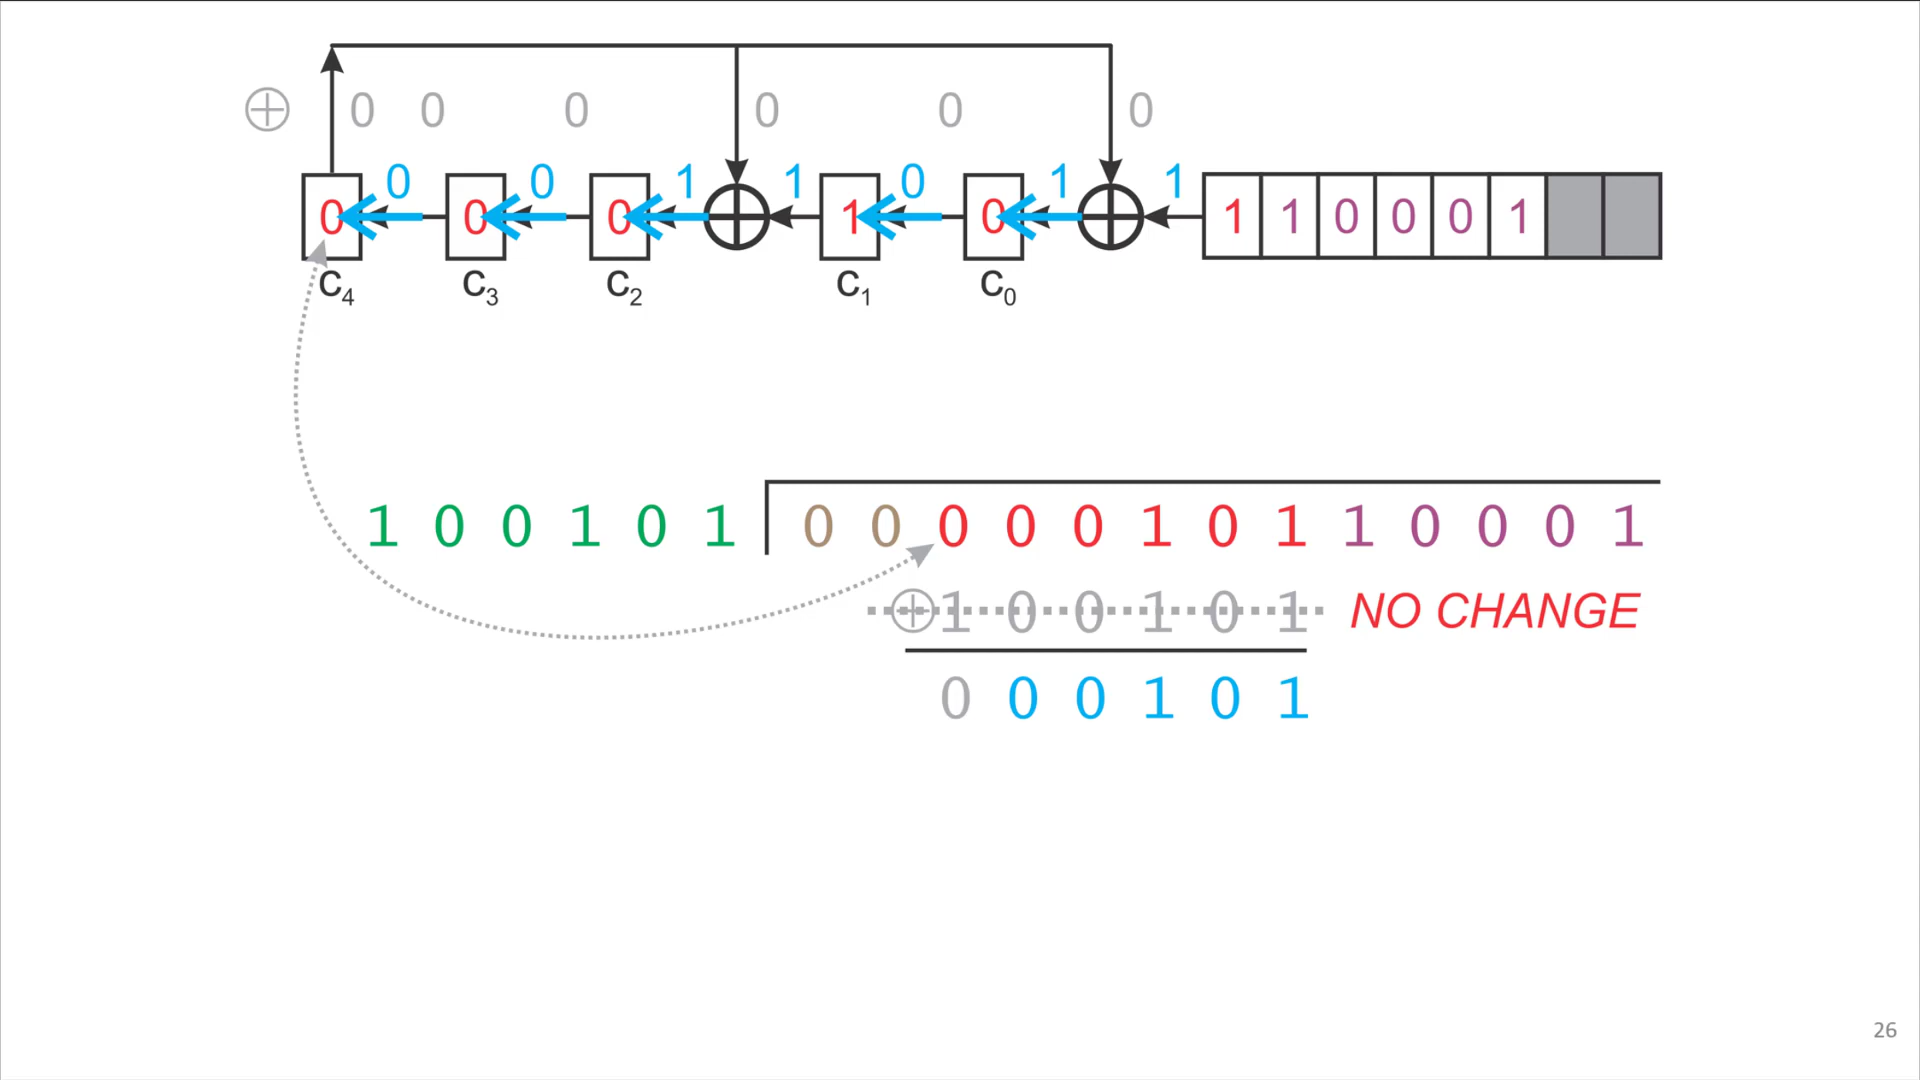 ⊕ 0 0 0 0 0 0
0 0 1 1 0 1 1
0 0 0 1 0 1 1 0 0 0 1
c₄ c₃ c₂ c₁ c₀
1 0 0 1 0 1 0 0 0 0 0 1 0 1 1 0 0 0 1
⊕ 1 0 0 1 0 1 NO CHANGE
0 0 0 1 0 1
26